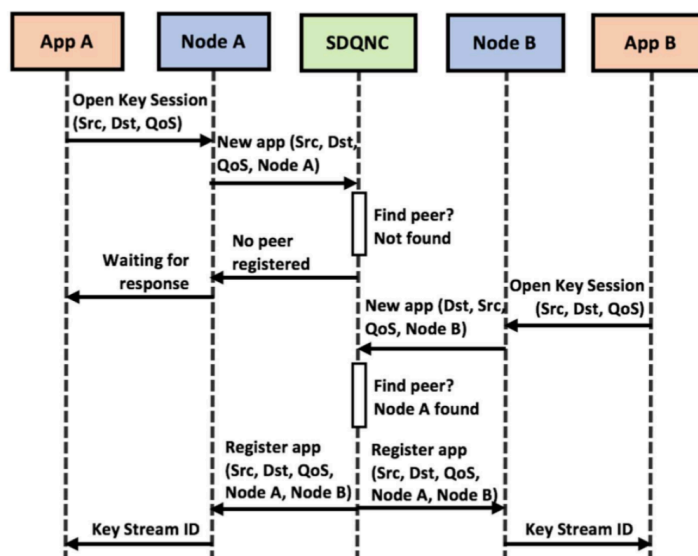 App A
Node A
SDQNC
Node B
App B
Open Key Session
(Src, Dst, QoS)
New app (Src, Dst,
QoS, Node A)
Find peer?
Not found
No peer
registered
Waiting for
response
Open Key Session
(Src, Dst, QoS)
New app (Dst, Src,
QoS, Node B)
Find peer?
Node A found
Register app
(Src, Dst, QoS,
Node A, Node B)
Register app
(Src, Dst, QoS,
Node A, Node B)
Key Stream ID
Key Stream ID